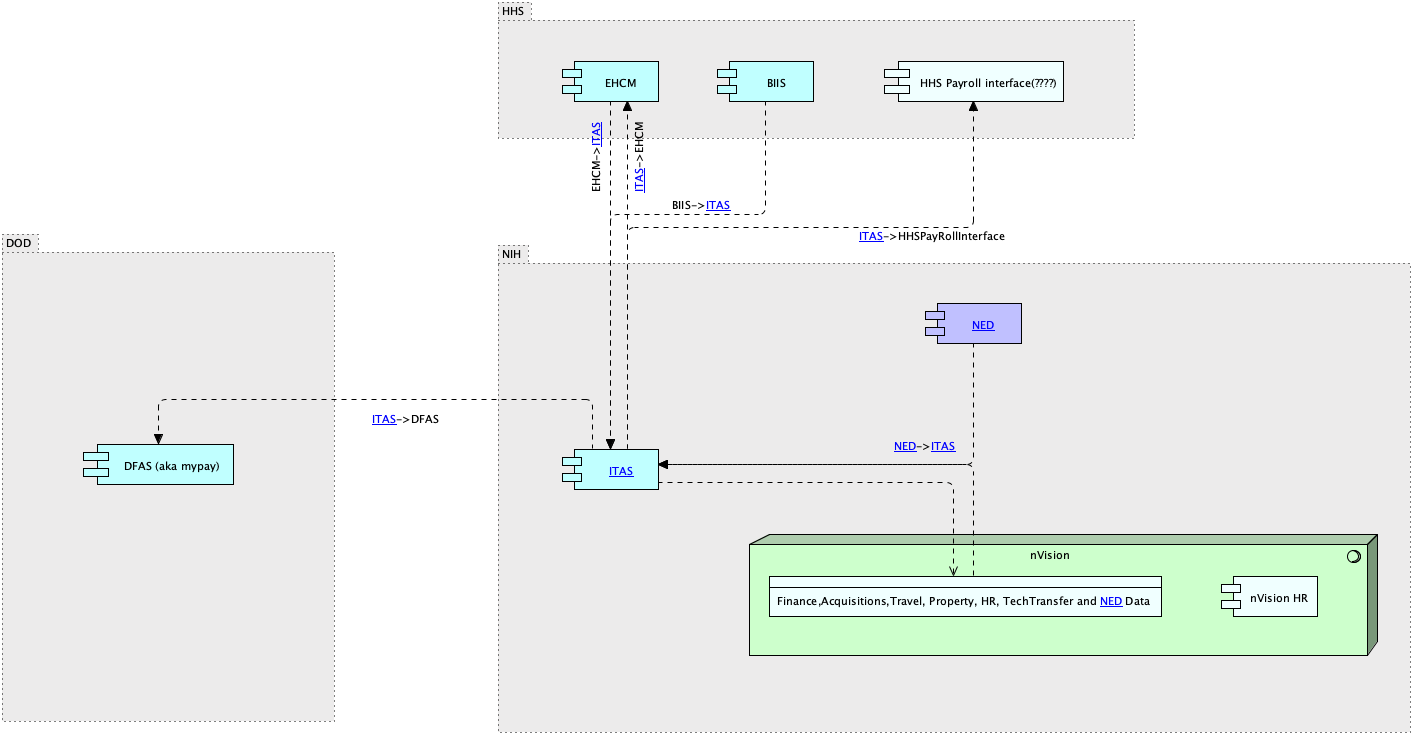 HHS
EHCM
BIIS
HHS Payroll interface(????)
EHCM->ITAS
ITAS->EHCM
BIIS->ITAS
ITAS->HHSPayRollInterface
DOD
NIH
NED
ITAS->DFAS
NED->ITAS
DFAS (aka mypay)
ITAS
nVision
Finance,Acquisitions,Travel, Property, HR, TechTransfer and NED Data
nVision HR